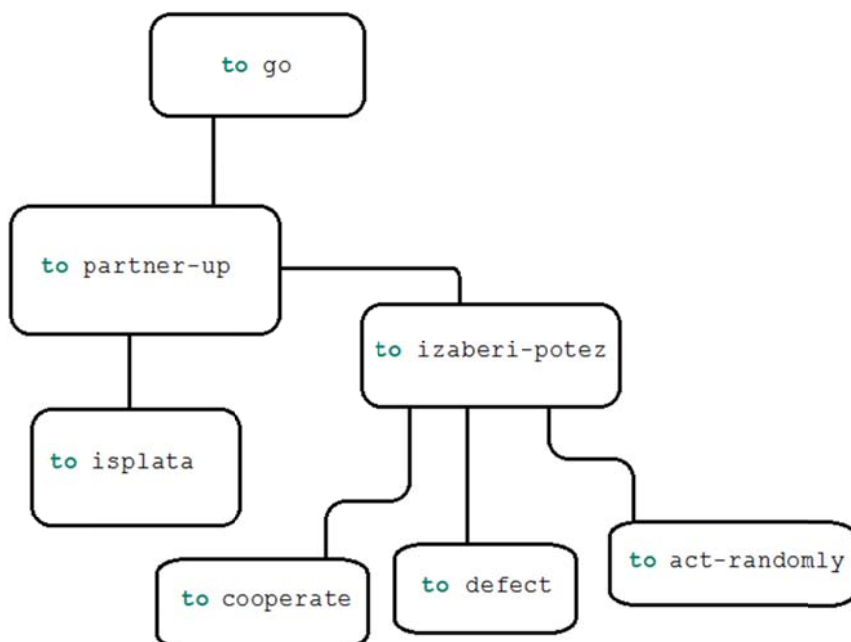 to go
to partner-up
to izaberi-potez
to isplata
to cooperate
to defect
to act-randomly